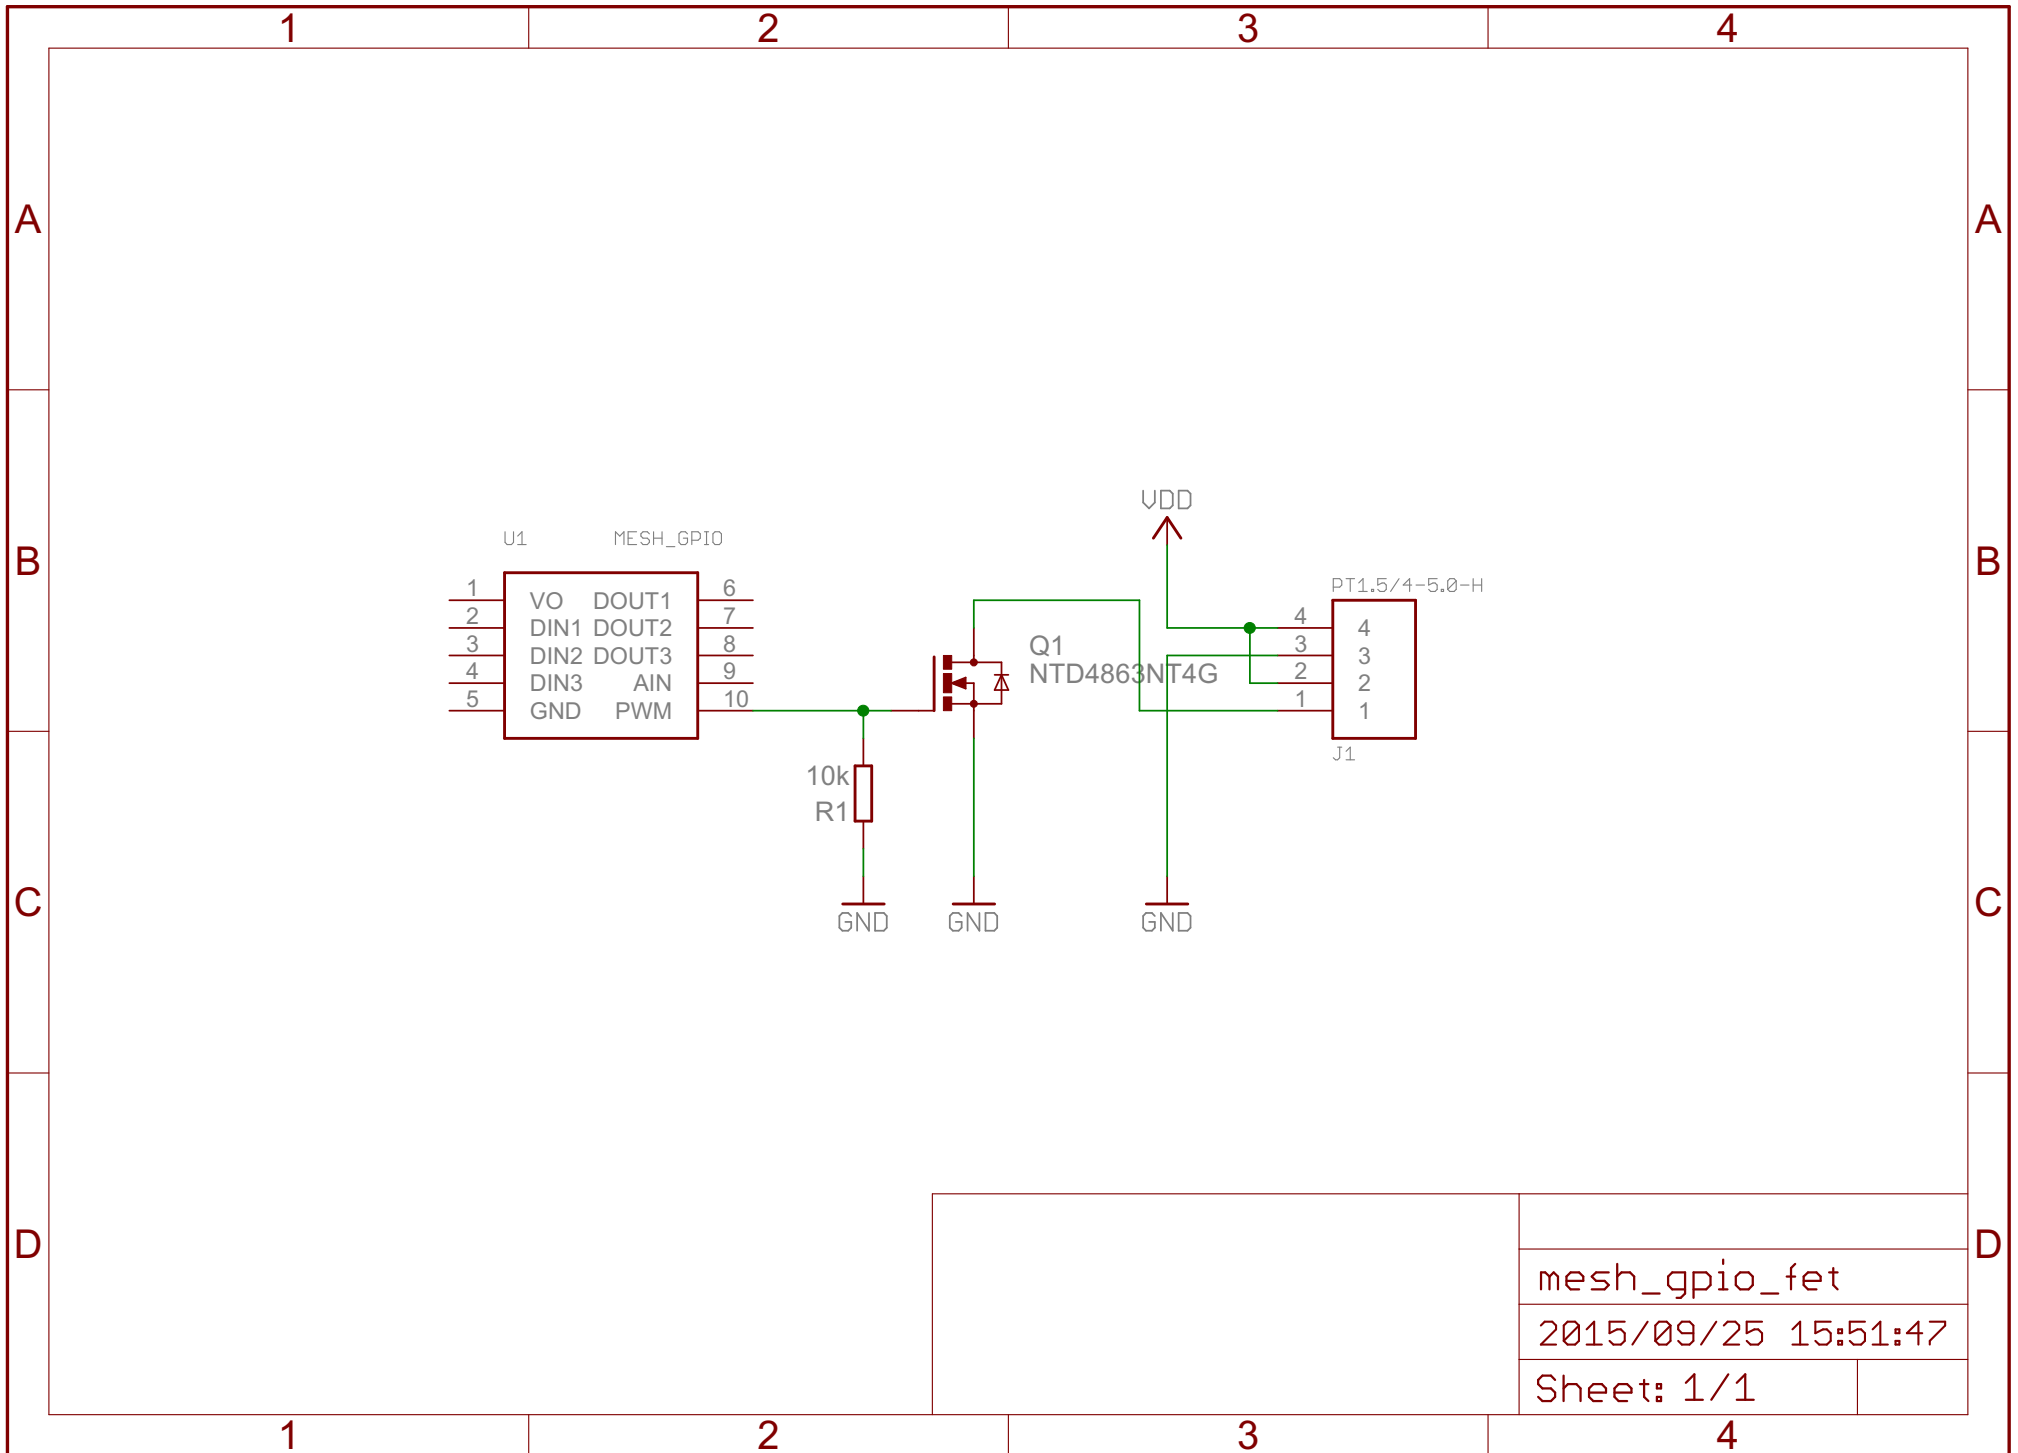 1 2 3 4
A A
VDD
U1 MESH_GPIO
B B
PT1.5/4-5.0-H
1 VO DOUT1 6
2 DIN1 DOUT2 7
3 DIN2 DOUT3 8
4 DIN3 AIN 9
5 GND PWM 10
Q1
NTD4863NT4G
4 4
3 3
2 2
1 1
J1
10k
R1
C C
GND GND GND
D D
mesh_gpio_fet
2015/09/25 15:51:47
Sheet: 1/1
1 2 3 4